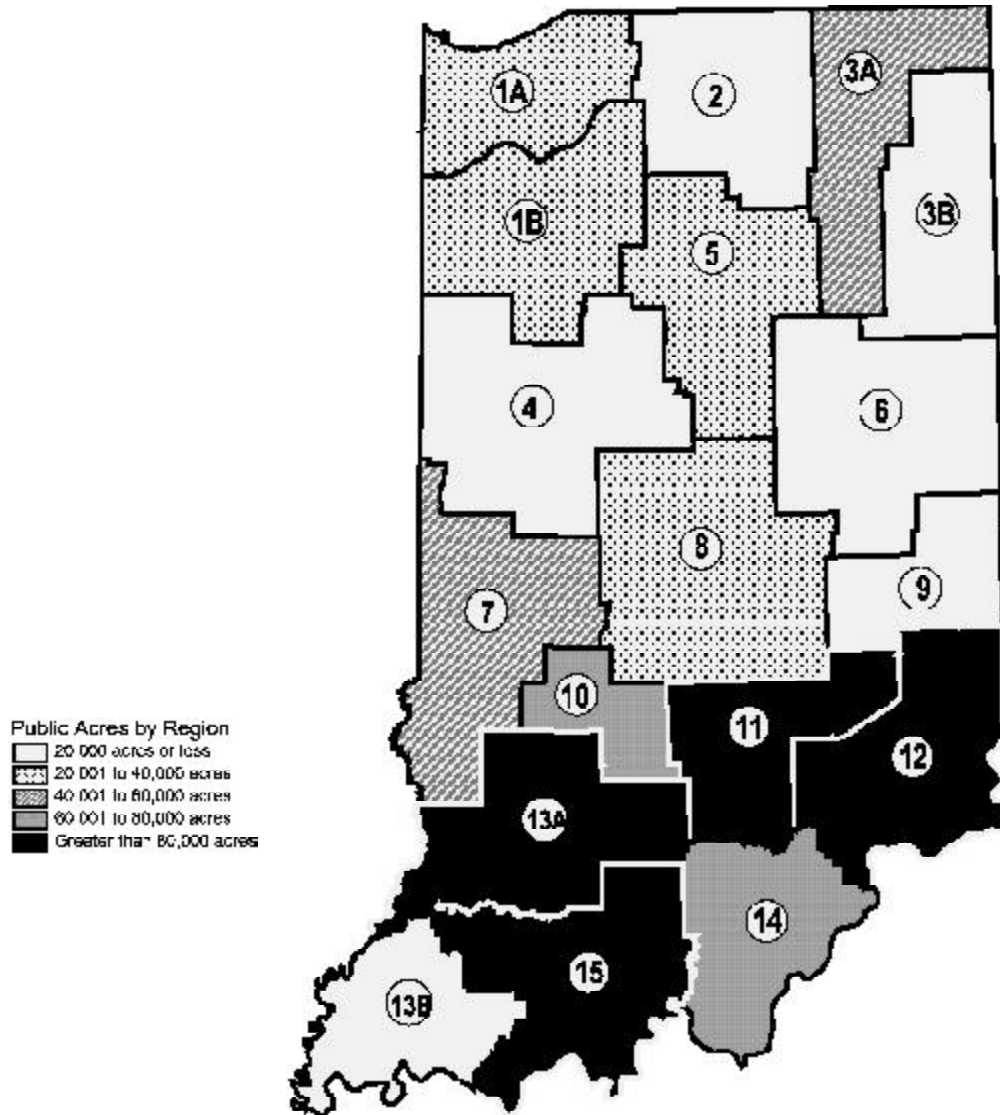 1A
2
3A
1B
5
3B
4
6
8
7
9
10
11
12
13A
14
15
13B
Public Acres by Region
20 000 acres or less
20 001 to 40,000 acres
40 001 to 60,000 acres
60 001 to 80,000 acres
Greater than 80,000 acres